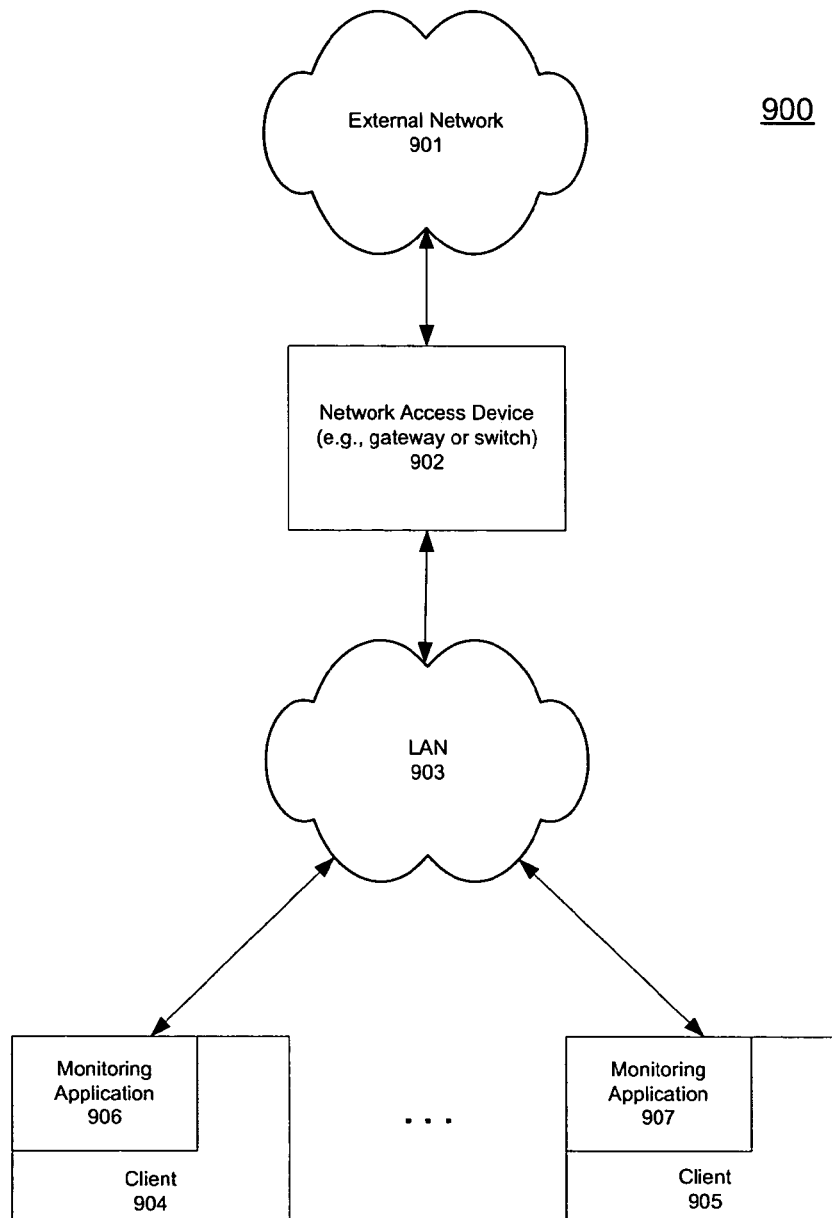 External Network
901
900
Network Access Device
(e.g., gateway or switch)
902
LAN
903
Monitoring
Application
906
Client
904
. . .
Monitoring
Application
907
Client
905